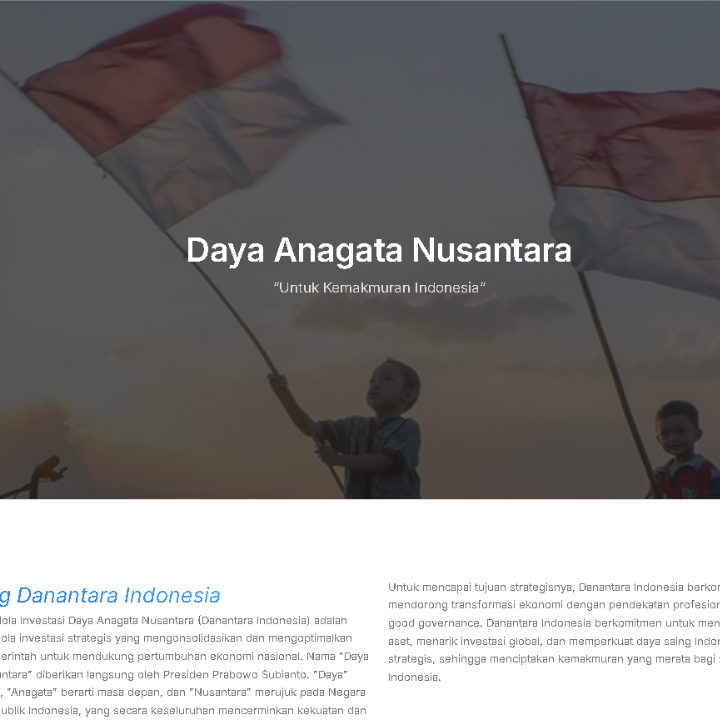 Daya Anagata Nusantara
“Untuk Kemakmuran Indonesia”
g Danantara Indonesia
lola Investasi Daya Anagata Nusantara (Danantara Indonesia) adalah
ola investasi strategis yang mengonsolidasikan dan mengoptimalkan
erintah untuk mendukung pertumbuhan ekonomi nasional. Nama "Daya
ntara" diberikan langsung oleh Presiden Prabowo Subianto. "Daya"
, "Anagata" berarti masa depan, dan "Nusantara" merujuk pada Negara
ublik Indonesia, yang secara keseluruhan mencerminkan kekuatan dan
Untuk mencapai tujuan strategisnya, Danantara Indonesia berkom
mendorong transformasi ekonomi dengan pendekatan profesion
good governance. Danantara Indonesia berkomitmen untuk men
aset, menarik investasi global, dan memperkuat daya saing Indon
strategis, sehingga menciptakan kemakmuran yang merata bagi s
Indonesia.